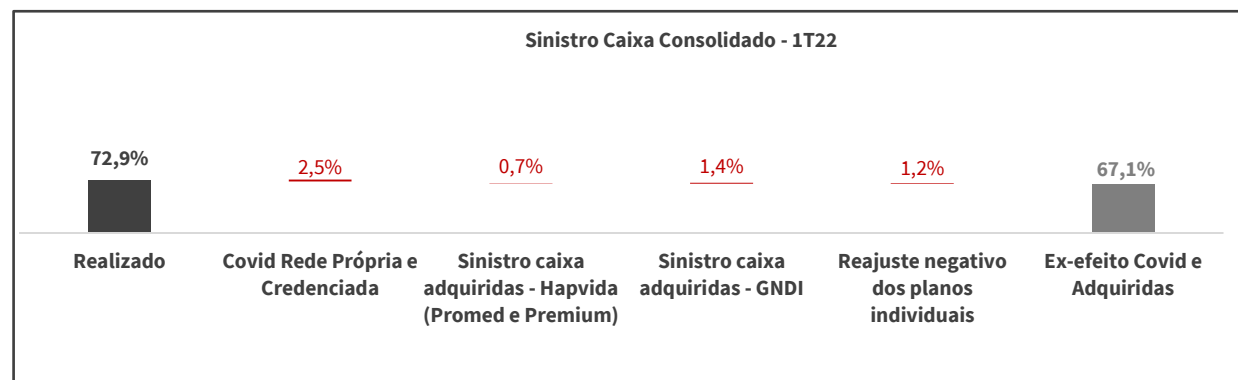 Sinistro Caixa Consolidado - 1T22
72,9%
2,5%
0,7%
1,4%
1,2%
67,1%
Realizado
Covid Rede Própria e
Credenciada
Sinistro caixa
adquiridas - Hapvida
(Promed e Premium)
Sinistro caixa
adquiridas - GNDI
Reajuste negativo
dos planos
individuais
Ex-efeito Covid e
Adquiridas